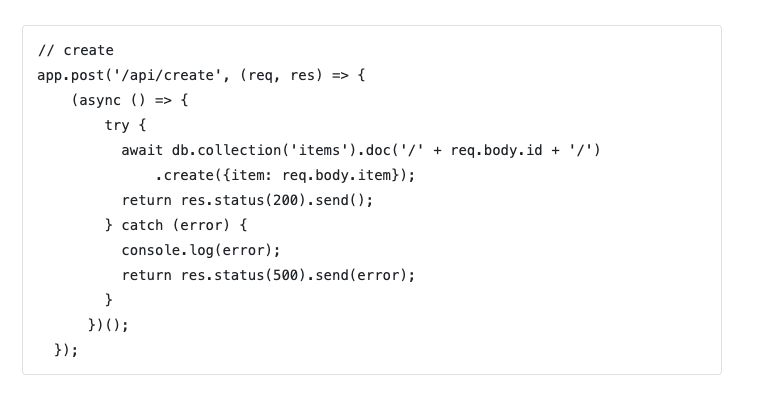 // create
app.post('/api/create', (req, res) => {
    (async () => {
        try {
          await db.collection('items').doc('/' + req.body.id + '/')
              .create({item: req.body.item});
          return res.status(200).send();
        } catch (error) {
          console.log(error);
          return res.status(500).send(error);
        }
      })();
  });